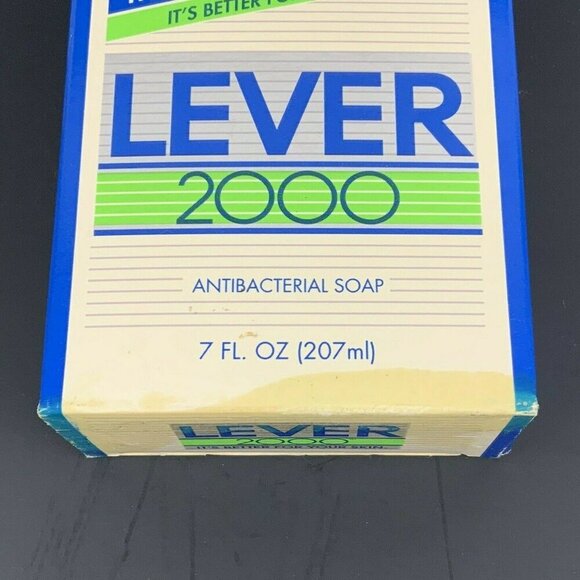 IT'S BETTER FO
LEVER
2000
ANTIBACTERIAL SOAP
7 FL. OZ (207ml)
LEVER
2000
IT'S BETTER FOR YOUR SKIN.